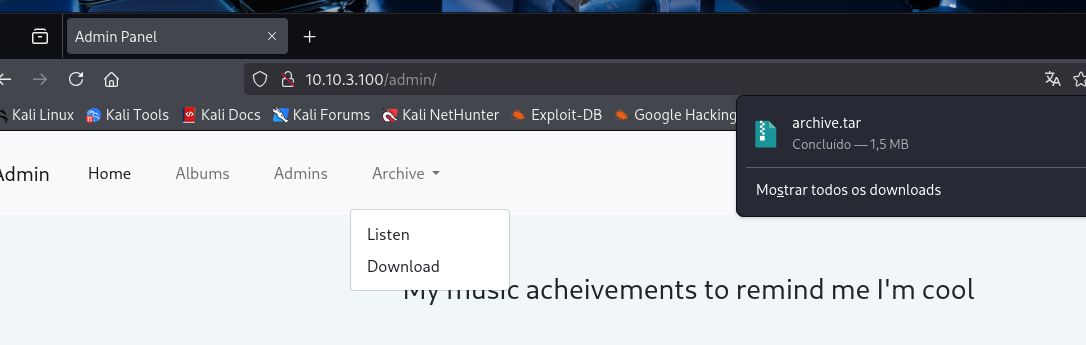 Admin Panel
10.10.3.100/admin/
Kali Linux Kali Tools Kali Docs Kali Forums Kali NetHunter Exploit-DB Google Hacking
archive.tar
Concluído — 1,5 MB
Mostrar todos os downloads
Admin Home Albums Admins Archive
Listen
Download
My music acheivements to remind me I'm cool